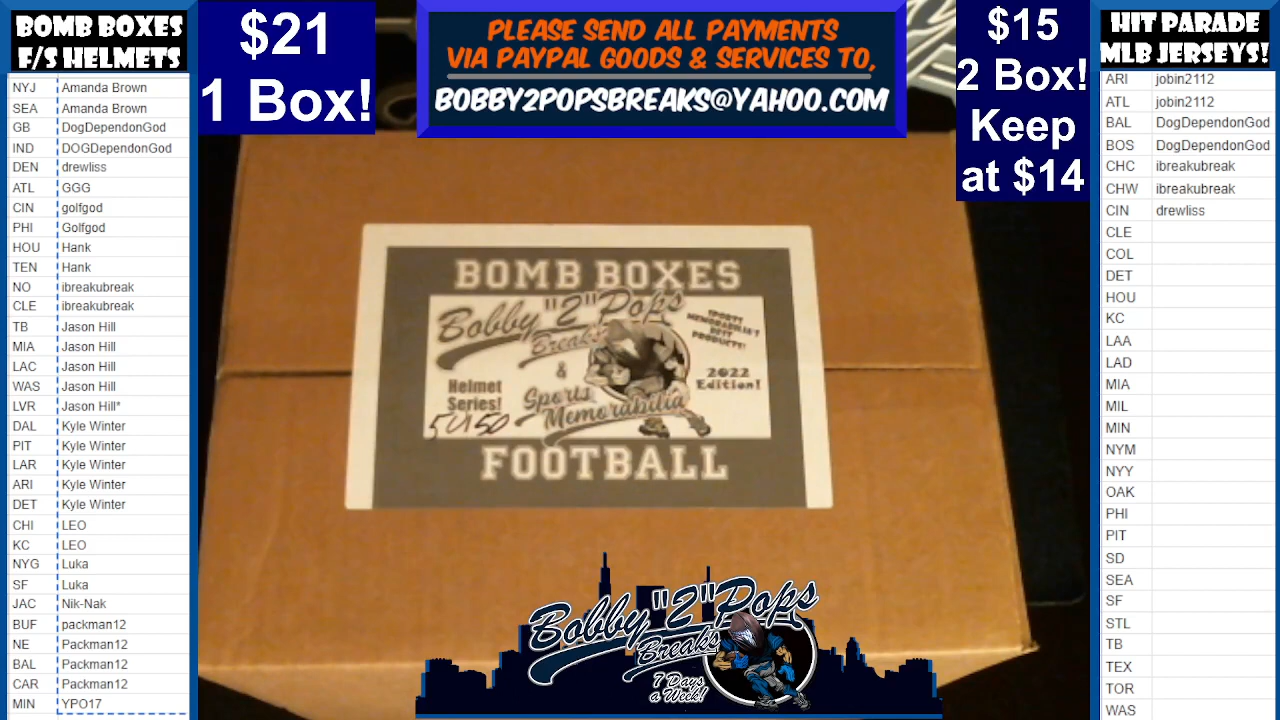 BOMB BOXES
F/S HELMETS
NYJ Amanda Brown
SEA Amanda Brown
GB DogDependonGod
IND DOGDependonGod
DEN drewliss
ATL GGG
CIN golfgod
PHI Golfgod
HOU Hank
TEN Hank
NO ibreakubreak
CLE ibreakubreak
TB Jason Hill
MIA Jason Hill
LAC Jason Hill
WAS Jason Hill
LVR Jason Hill*
DAL Kyle Winter
PIT Kyle Winter
LAR Kyle Winter
ARI Kyle Winter
DET Kyle Winter
CHI LEO
KC LEO
NYG Luka
SF Luka
JAC Nik-Nak
BUF packman12
NE Packman12
BAL Packman12
CAR Packman12
MIN YPO17
$21
1 Box!
PLEASE SEND ALL PAYMENTS
VIA PAYPAL GOODS & SERVICES TO,
BOBBY2POPSBREAKS@YAHOO.COM
BOMB BOXES
Bobby "2" Pops
Breaks
&
Sports
Memorabilia
SPORTS
MEMORABILIA'S
BEST
PRODUCTS!
Helmet
Series!
2022
Edition!
FOOTBALL
Bobby "2" Pops
Breaks
7 Days
a Week!
$15
2 Box!
Keep
at $14
HIT PARADE
MLB JERSEYS!
ARI jobin2112
ATL jobin2112
BAL DogDependonGod
BOS DogDependonGod
CHC ibreakubreak
CHW ibreakubreak
CIN drewliss
CLE
COL
DET
HOU
KC
LAA
LAD
MIA
MIL
MIN
NYM
NYY
OAK
PHI
PIT
SD
SEA
SF
STL
TB
TEX
TOR
WAS